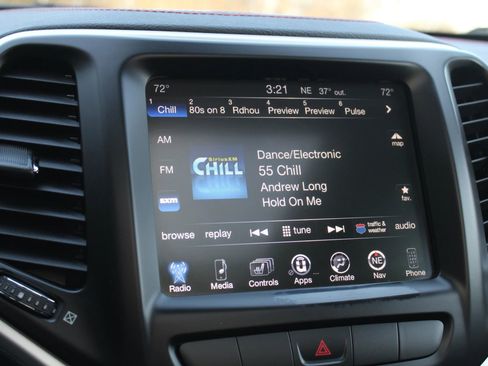 72° 3:21 NE 37° out. 72°
1 Chill 2 80s on 8 3 Rdhou 4 Preview 5 Preview 6 Pulse
AM
FM
sxm
SiriusXM
CHILL
Dance/Electronic
55 Chill
Andrew Long
Hold On Me
map
fav.
browse replay tune traffic & weather audio
Radio Media Controls Apps Climate NE Nav Phone